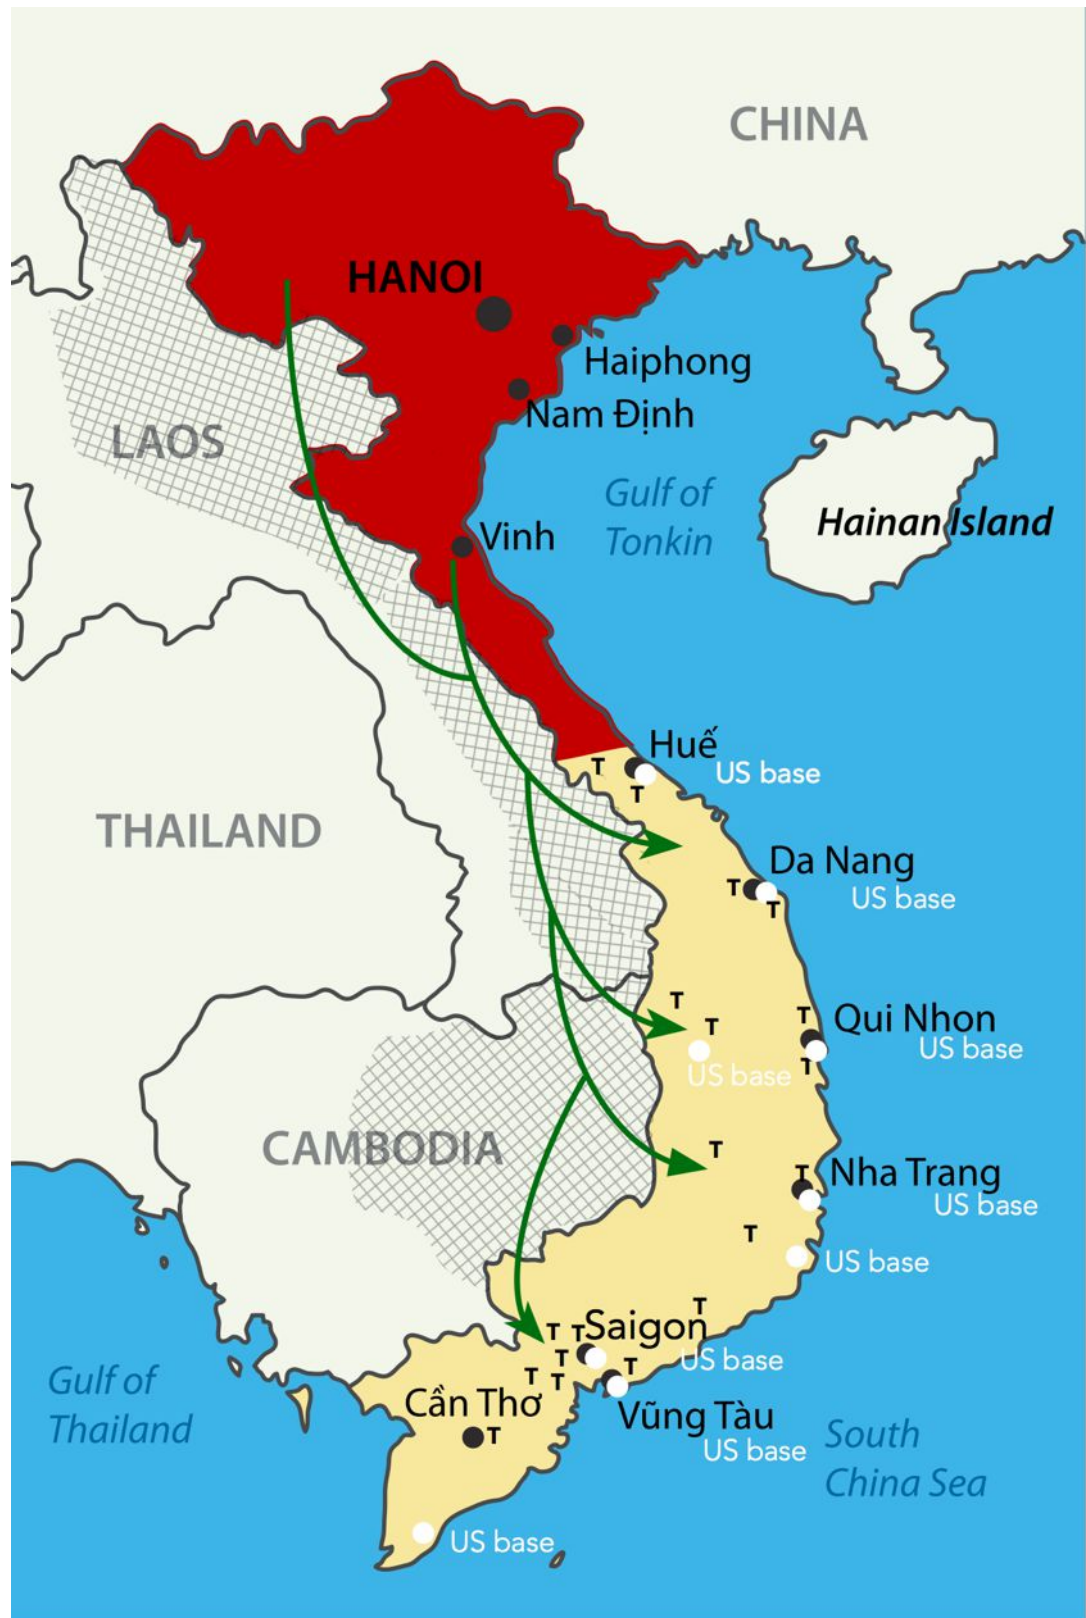 CHINA
HANOI
Haiphong
Nam Định
LAOS
Gulf of
Tonkin
Hainan Island
Vinh
Huế
T
US base
T
THAILAND
Da Nang
T
US base
T
T
T
Qui Nhon
T
US base
T
US base
CAMBODIA
T
T
Nha Trang
US base
T
US base
T
T
T
Saigon
T
T
US base
T
T
Gulf of
Thailand
Cần Thơ
T
Vũng Tàu
US base
South
China Sea
US base